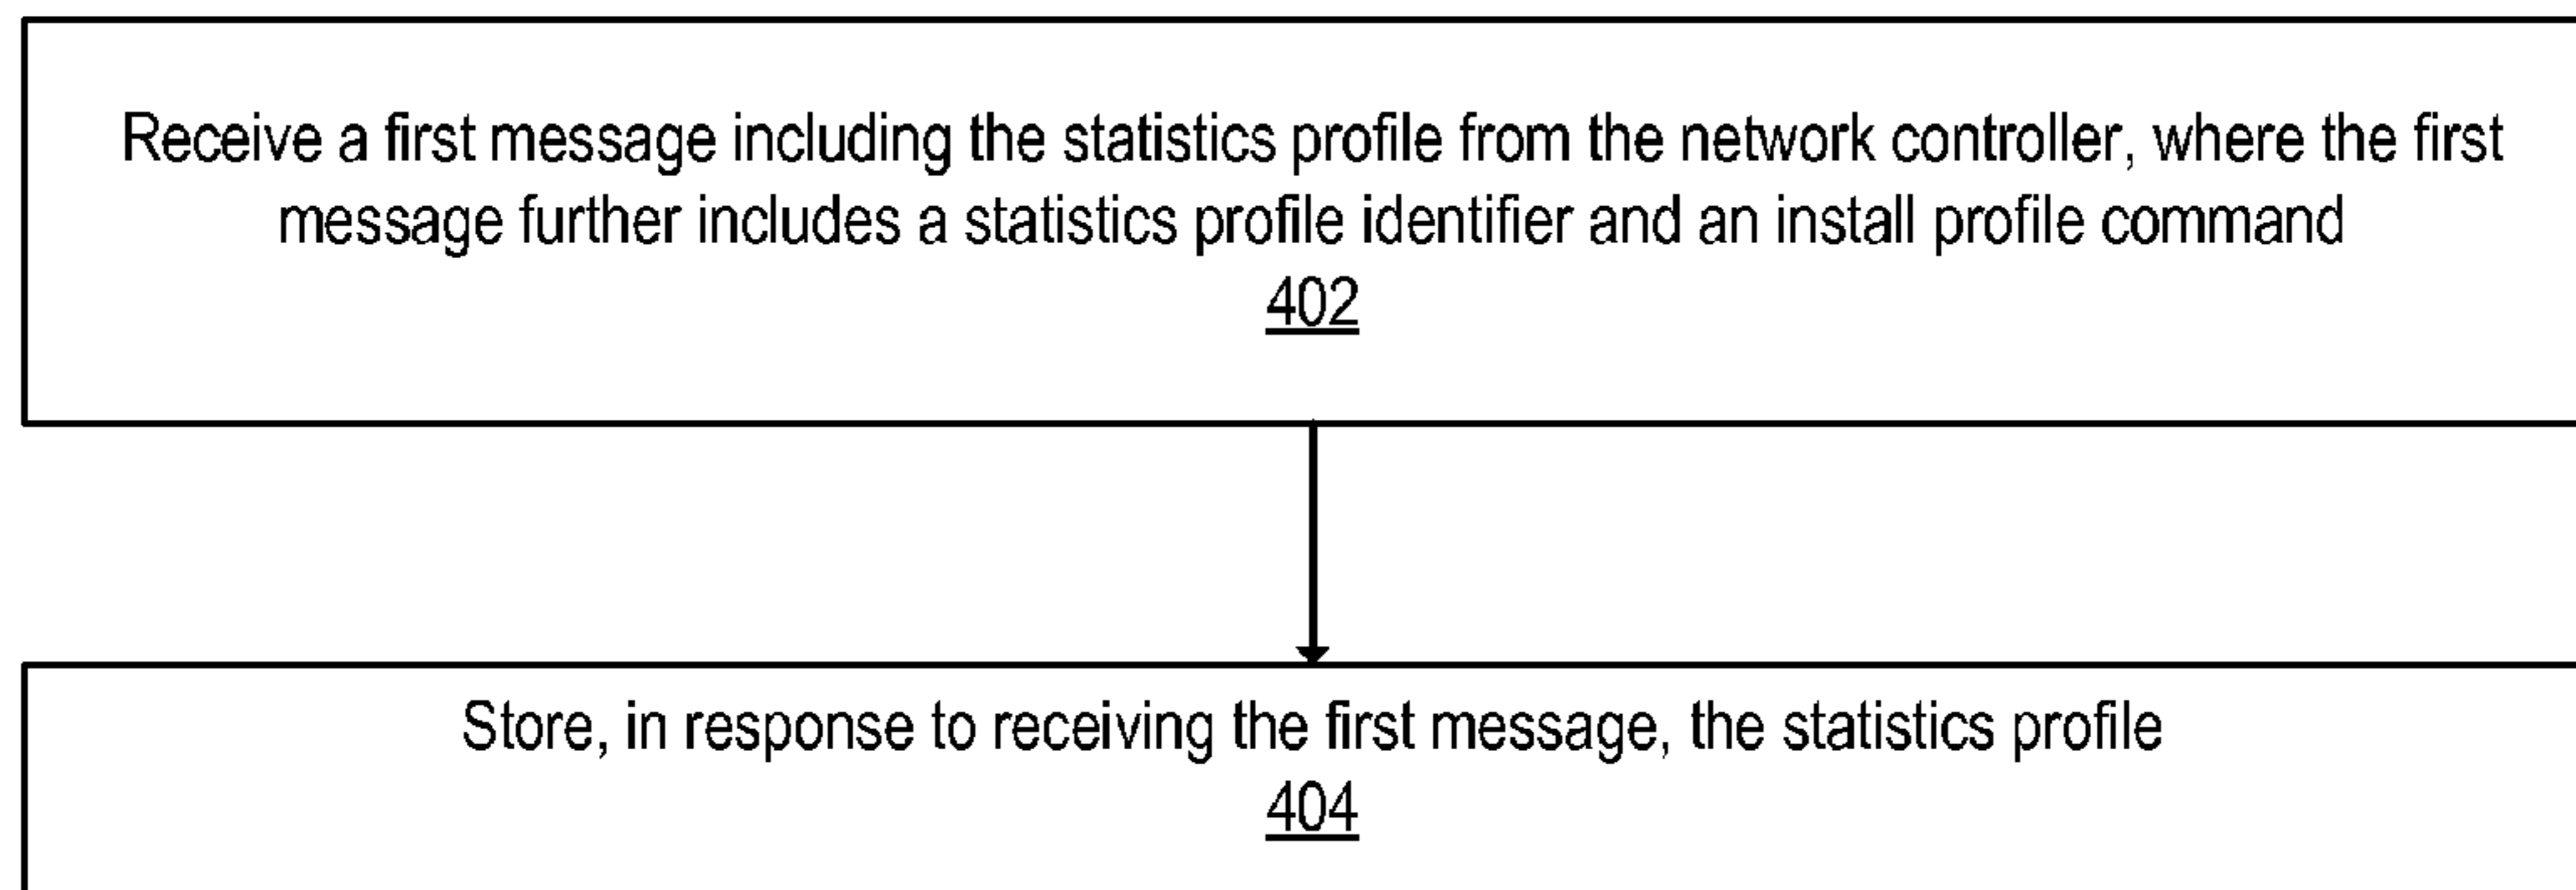 Receive a first message including the statistics profile from the network controller, where the first
message further includes a statistics profile identifier and an install profile command
402
Store, in response to receiving the first message, the statistics profile
404